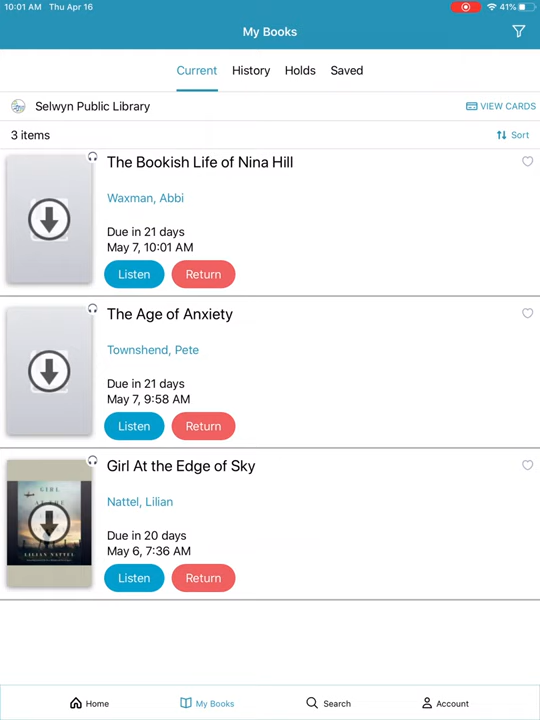 10:01 AM Thu Apr 16 41%
My Books
Current History Holds Saved
Selwyn Public Library VIEW CARDS
3 items Sort
The Bookish Life of Nina Hill
Waxman, Abbi
Due in 21 days
May 7, 10:01 AM
Listen Return
The Age of Anxiety
Townshend, Pete
Due in 21 days
May 7, 9:58 AM
Listen Return
Girl At the Edge of Sky
Nattel, Lilian
Due in 20 days
May 6, 7:36 AM
Listen Return
GIRL
LILIAN NATTEL
Home My Books Search Account